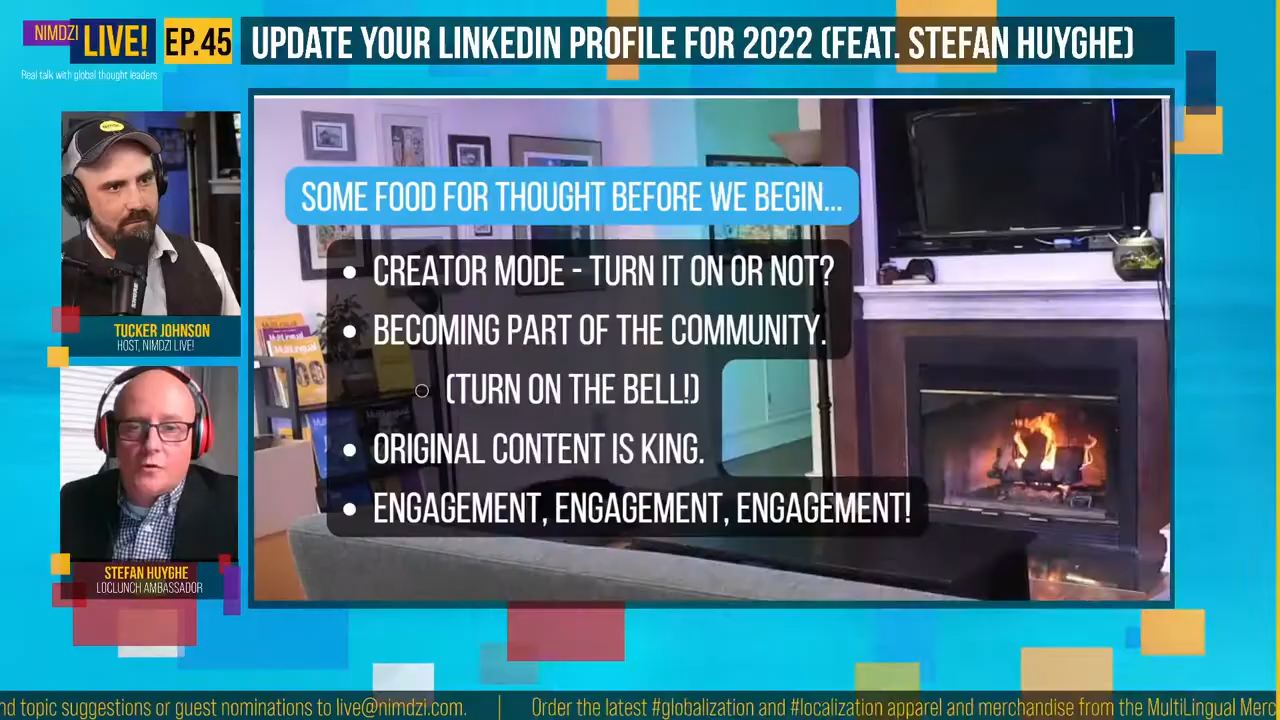 NIMDZI
LIVE!
EP.45
UPDATE YOUR LINKEDIN PROFILE FOR 2022 (FEAT. STEFAN HUYGHE)
Real talk with global thought leaders
TUCKER JOHNSON
HOST, NIMDZI LIVE!
STEFAN HUYGHE
LOCLUNCH AMBASSADOR
SOME FOOD FOR THOUGHT BEFORE WE BEGIN...
• CREATOR MODE - TURN IT ON OR NOT?
• BECOMING PART OF THE COMMUNITY.
○ (TURN ON THE BELL!)
• ORIGINAL CONTENT IS KING.
• ENGAGEMENT, ENGAGEMENT, ENGAGEMENT!
MultiLingual
nd topic suggestions or guest nominations to live@nimdzi.com. | Order the latest #globalization and #localization apparel and merchandise from the MultiLingual Merc